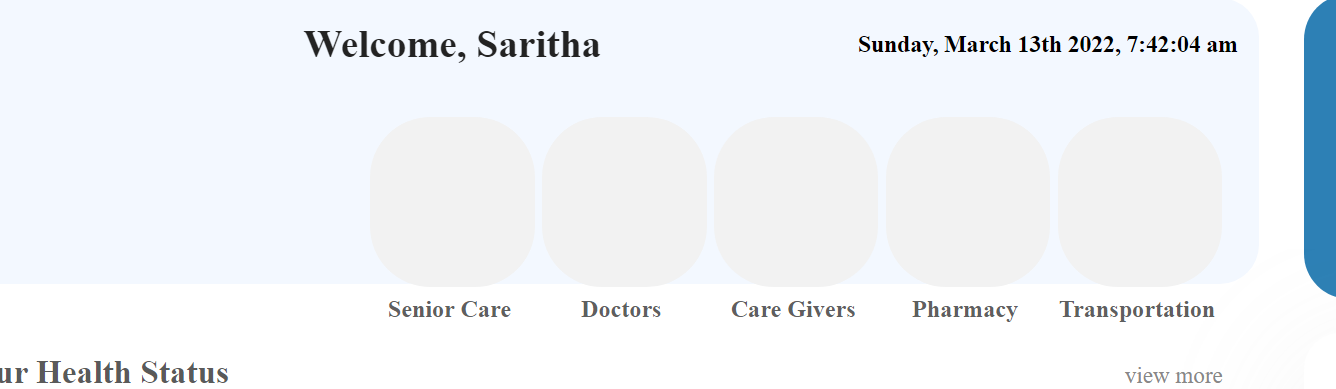 Welcome, Saritha
Sunday, March 13th 2022, 7:42:04 am
Senior Care
Doctors
Care Givers
Pharmacy
Transportation
ur Health Status
view more